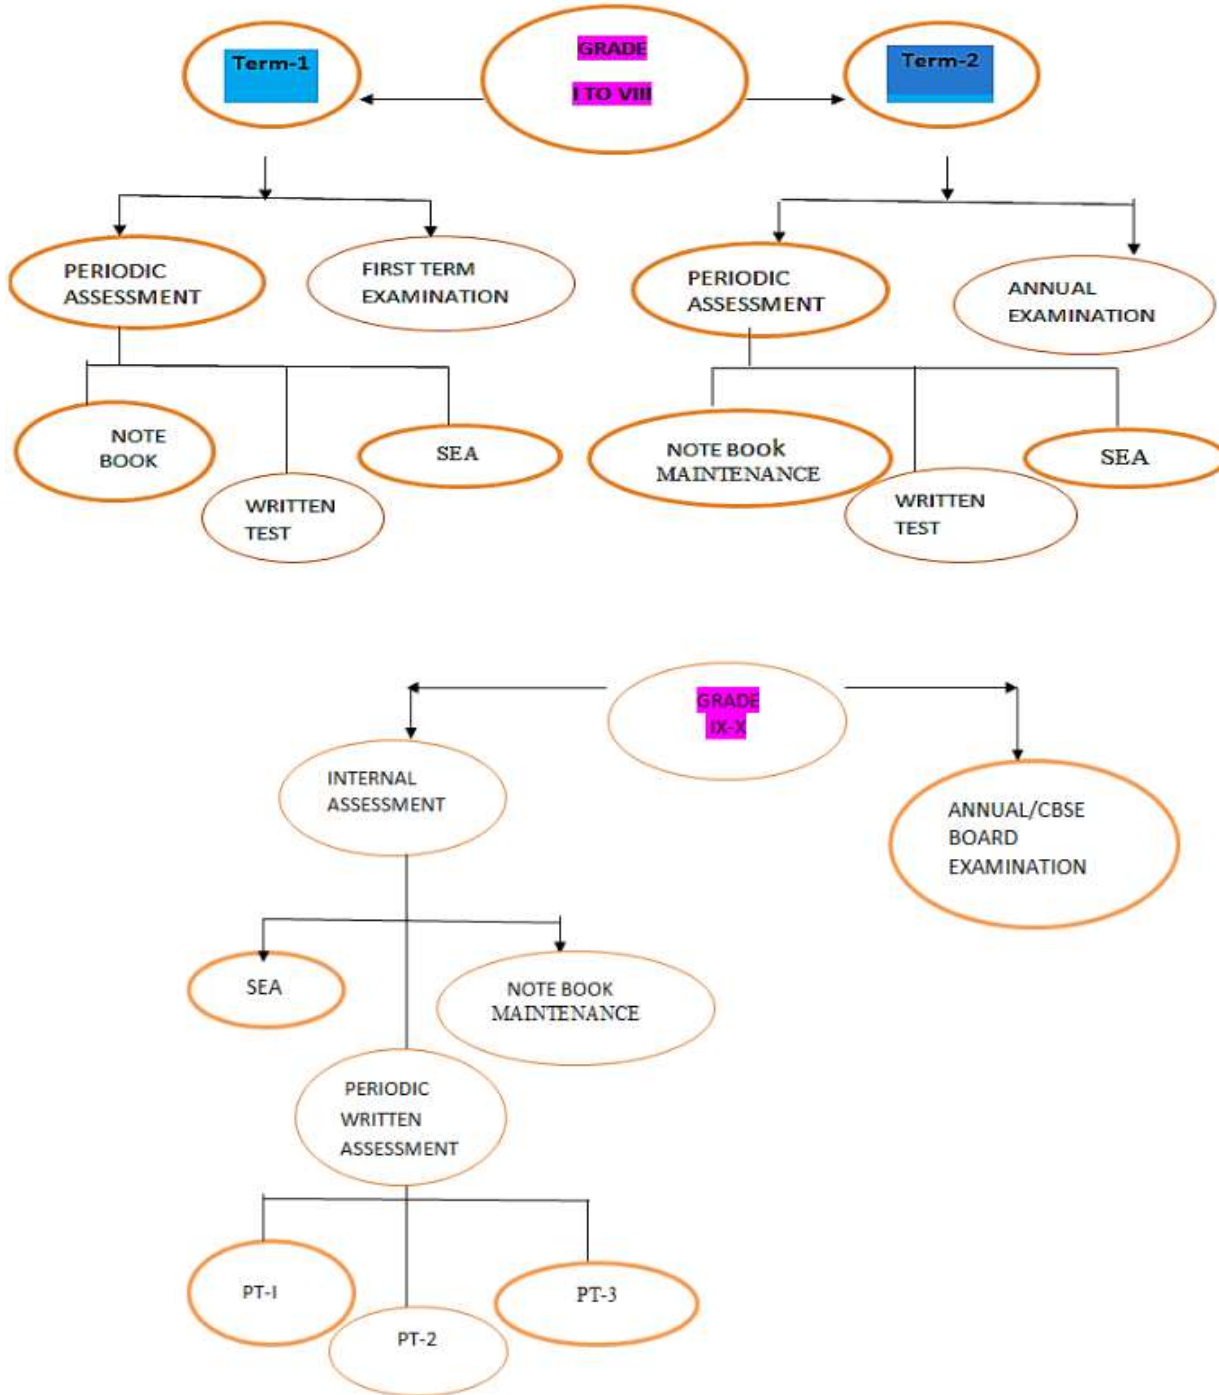 Term-1
GRADE
I TO VIII
Term-2
PERIODIC
ASSESSMENT
FIRST TERM
EXAMINATION
PERIODIC
ASSESSMENT
ANNUAL
EXAMINATION
NOTE
BOOK
WRITTEN
TEST
SEA
NOTE BOOK
MAINTENANCE
WRITTEN
TEST
SEA
GRADE
IX-X
INTERNAL
ASSESSMENT
ANNUAL/CBSE
BOARD
EXAMINATION
SEA
NOTE BOOK
MAINTENANCE
PERIODIC
WRITTEN
ASSESSMENT
PT-I
PT-2
PT-3